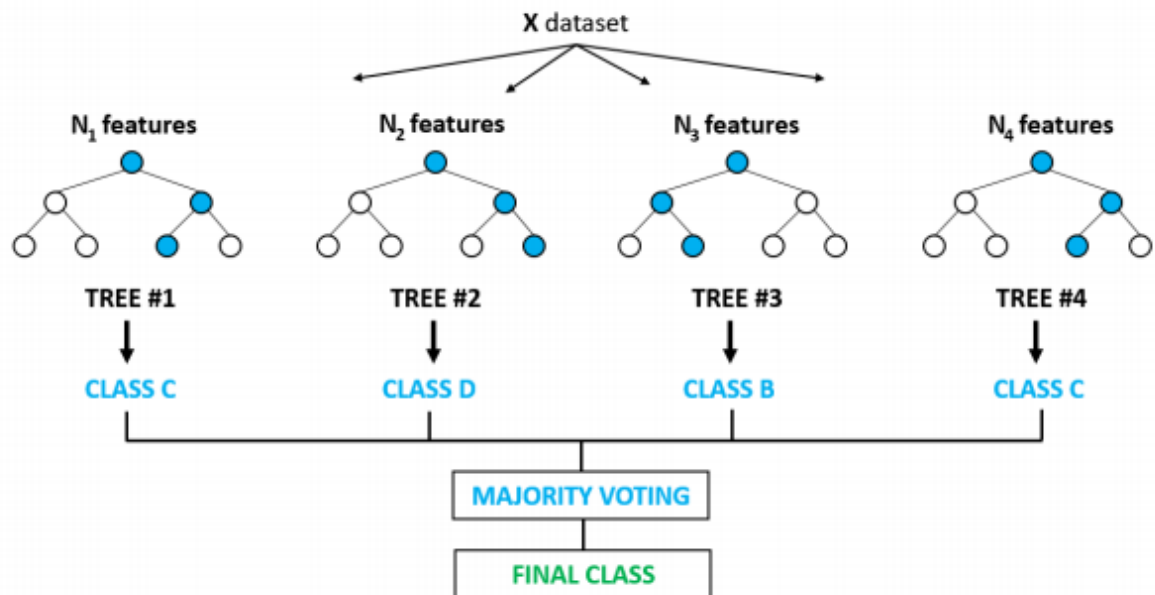 X dataset
N₁ features N₂ features N₃ features N₄ features
TREE #1 TREE #2 TREE #3 TREE #4
CLASS C CLASS D CLASS B CLASS C
MAJORITY VOTING
FINAL CLASS